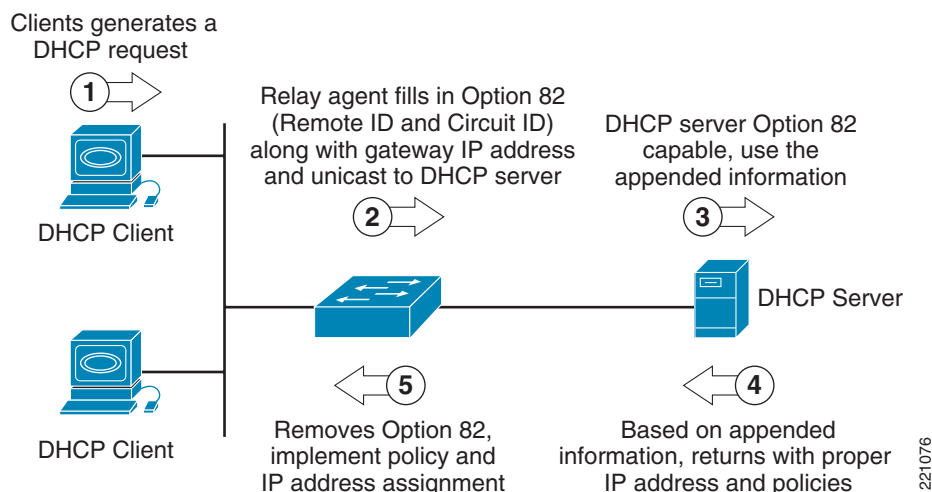 Clients generates a
DHCP request
1
Relay agent fills in Option 82
(Remote ID and Circuit ID)
along with gateway IP address
and unicast to DHCP server
2
DHCP server Option 82
capable, use the
appended information
3
DHCP Client
DHCP Server
DHCP Client
5
Removes Option 82,
implement policy and
IP address assignment
4
Based on appended
information, returns with proper
IP address and policies
221076